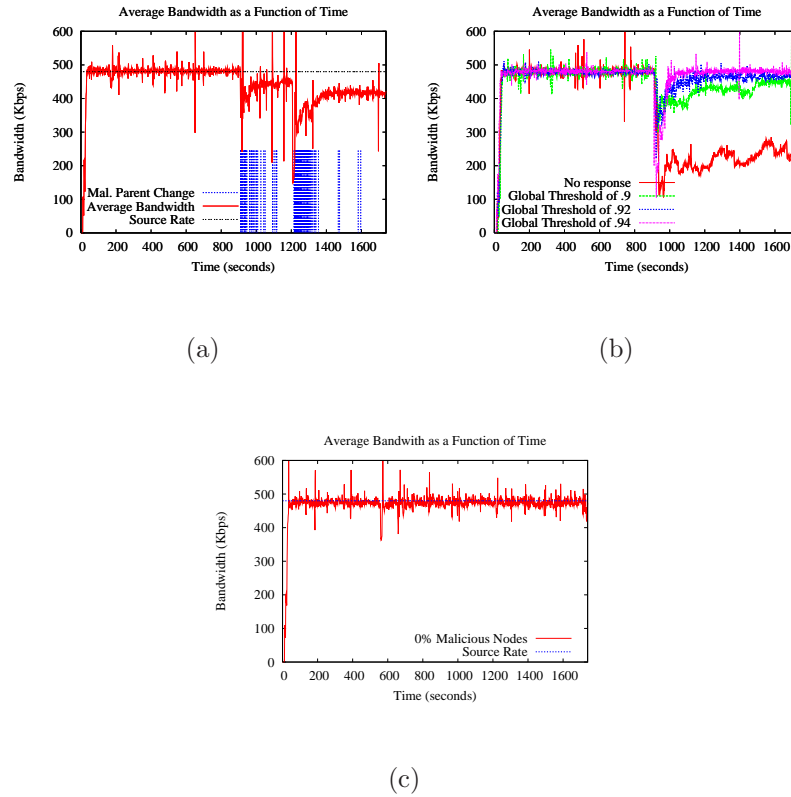 Average Bandwidth as a Function of Time
600
500
400
300
200
100
0
Bandwidth (Kbps)
Mal. Parent Change
Average Bandwidth
Source Rate
0 200 400 600 800 1000 1200 1400 1600
Time (seconds)
(a)
Average Bandwidth as a Function of Time
600
500
400
300
200
100
0
Bandwidth (Kbps)
No response
Global Threshold of .9
Global Threshold of .92
Global Threshold of .94
0 200 400 600 800 1000 1200 1400 1600
Time (seconds)
(b)
Average Bandwith as a Function of Time
600
500
400
300
200
100
0
Bandwidth (Kbps)
0% Malicious Nodes
Source Rate
0 200 400 600 800 1000 1200 1400 1600
Time (seconds)
(c)